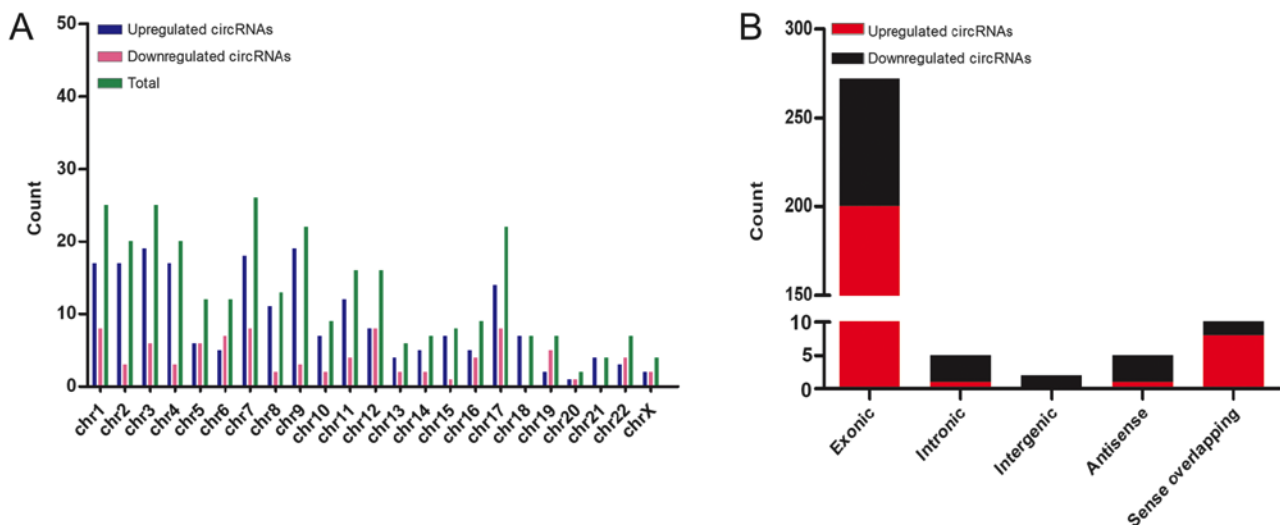 A
50
40
30
20
10
0
Count
Upregulated circRNAs
Downregulated circRNAs
Total
chr1
chr2
chr3
chr4
chr5
chr6
chr7
chr8
chr9
chr10
chr11
chr12
chr13
chr14
chr15
chr16
chr17
chr18
chr19
chr20
chr21
chr22
chrX
B
300
250
200
150
10
5
0
Count
Upregulated circRNAs
Downregulated circRNAs
Exonic
Intronic
Intergenic
Antisense
Sense overlapping